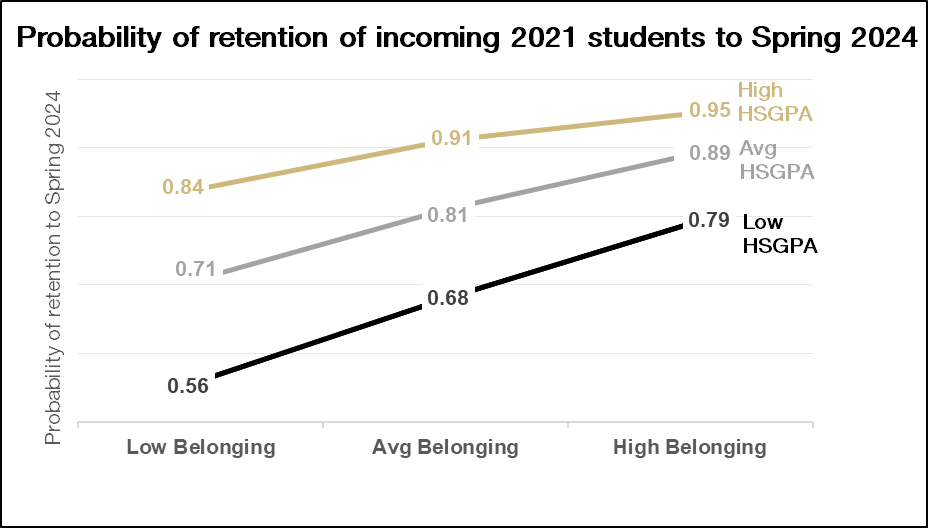 Probability of retention of incoming 2021 students to Spring 2024
Probability of retention to Spring 2024
High
HSGPA
0.95
0.91
0.84
Avg
HSGPA
0.89
0.81
0.71
Low
HSGPA
0.79
0.68
0.56
Low Belonging
Avg Belonging
High Belonging